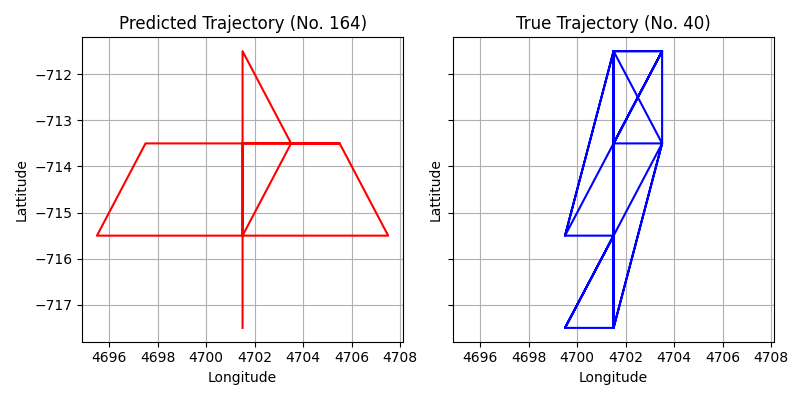 Predicted Trajectory (No. 164)
True Trajectory (No. 40)
−712
−713
−714
−715
−716
−717
Lattitude
Lattitude
4696 4698 4700 4702 4704 4706 4708
4696 4698 4700 4702 4704 4706 4708
Longitude
Longitude